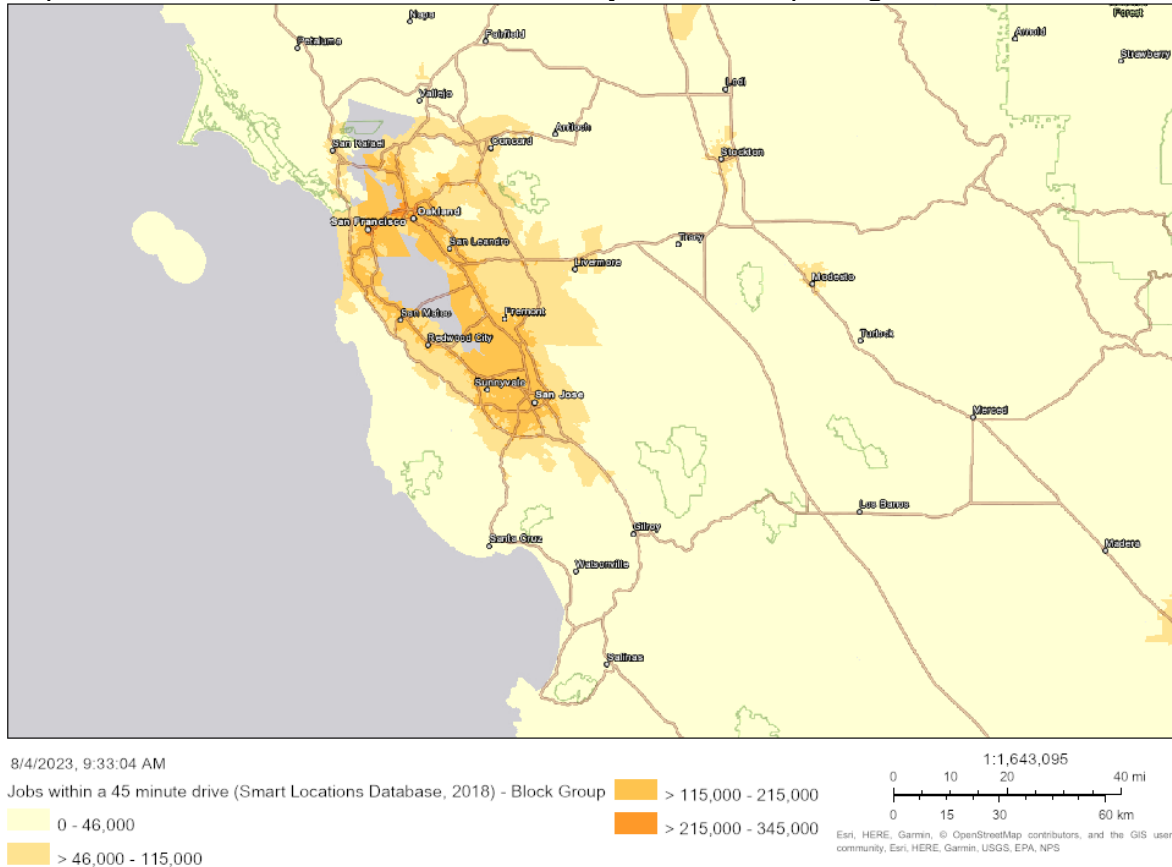 Napa
Fairfield
Forest
Arnold
Petaluma
Strawberry
Lodi
Vallejo
Antioch
San Rafael
Concord
Stockton
Oakland
San Francisco
San Leandro
Tracy
Livermore
Modesto
San Mateo
Fremont
Redwood City
Turlock
Sunnyvale
San Jose
Merced
Los Banos
Gilroy
Santa Cruz
Madera
Watsonville
Salinas
8/4/2023, 9:33:04 AM
Jobs within a 45 minute drive (Smart Locations Database, 2018) - Block Group
0 - 46,000
> 46,000 - 115,000
> 115,000 - 215,000
> 215,000 - 345,000
1:1,643,095
0 10 20 40 mi
0 15 30 60 km
Esri, HERE, Garmin, © OpenStreetMap contributors, and the GIS user
community, Esri, HERE, Garmin, USGS, EPA, NPS